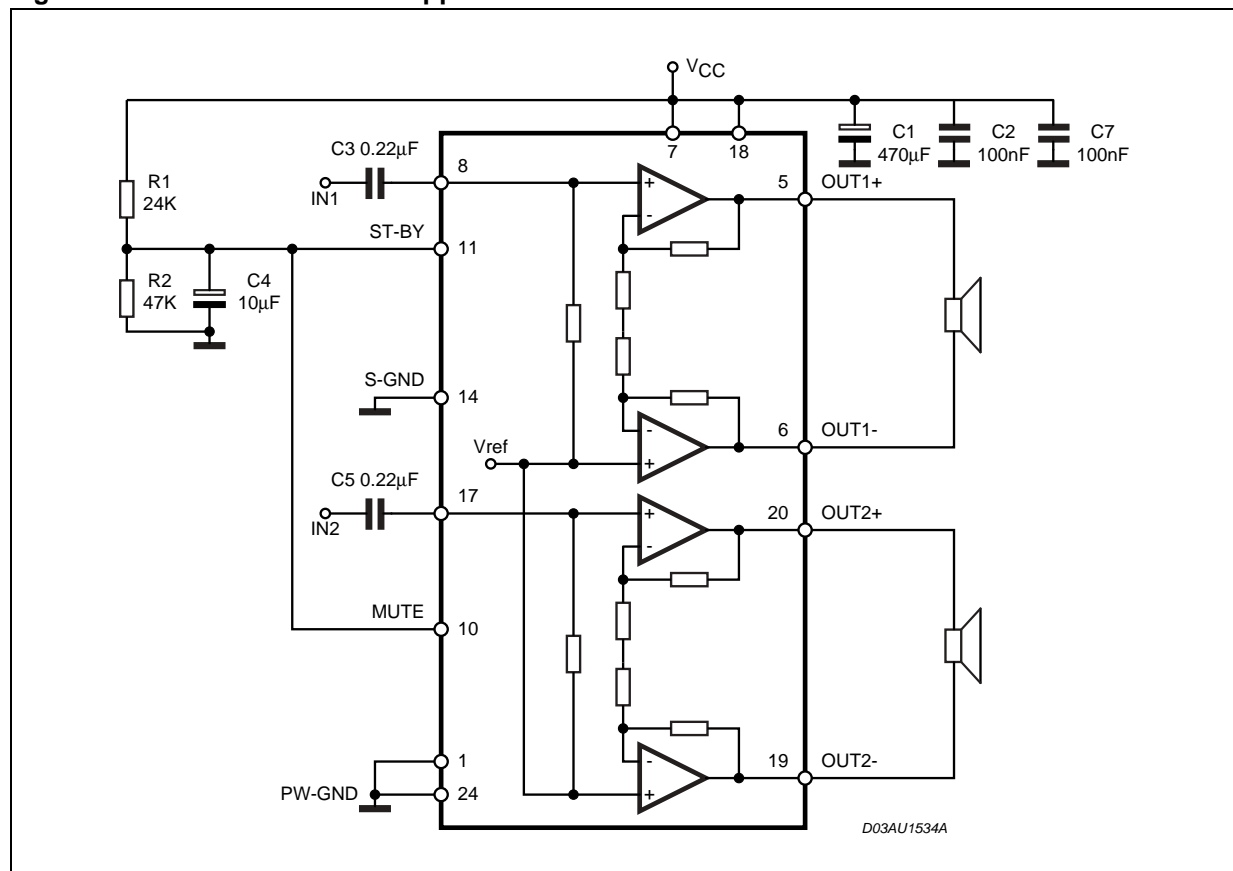 VCC
C3 0.22µF
8
7
18
C1
470µF
C2
100nF
C7
100nF
IN1
+
-
5
OUT1+
R1
24K
ST-BY
11
R2
47K
C4
10µF
S-GND
14
-
+
6
OUT1-
Vref
C5 0.22µF
17
IN2
+
-
20
OUT2+
MUTE
10
1
-
+
19
OUT2-
PW-GND
24
D03AU1534A